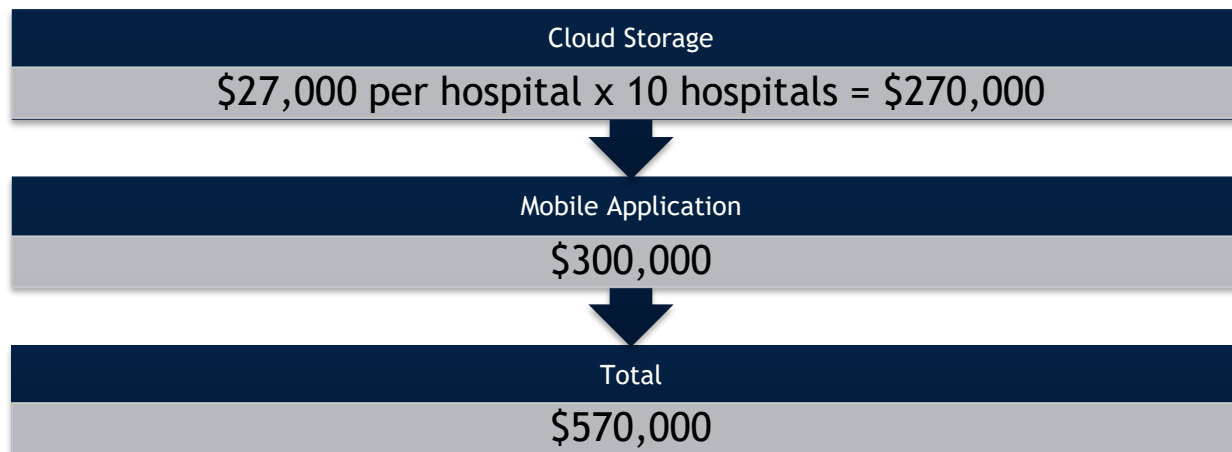 Cloud Storage
$27,000 per hospital x 10 hospitals = $270,000
Mobile Application
$300,000
Total
$570,000